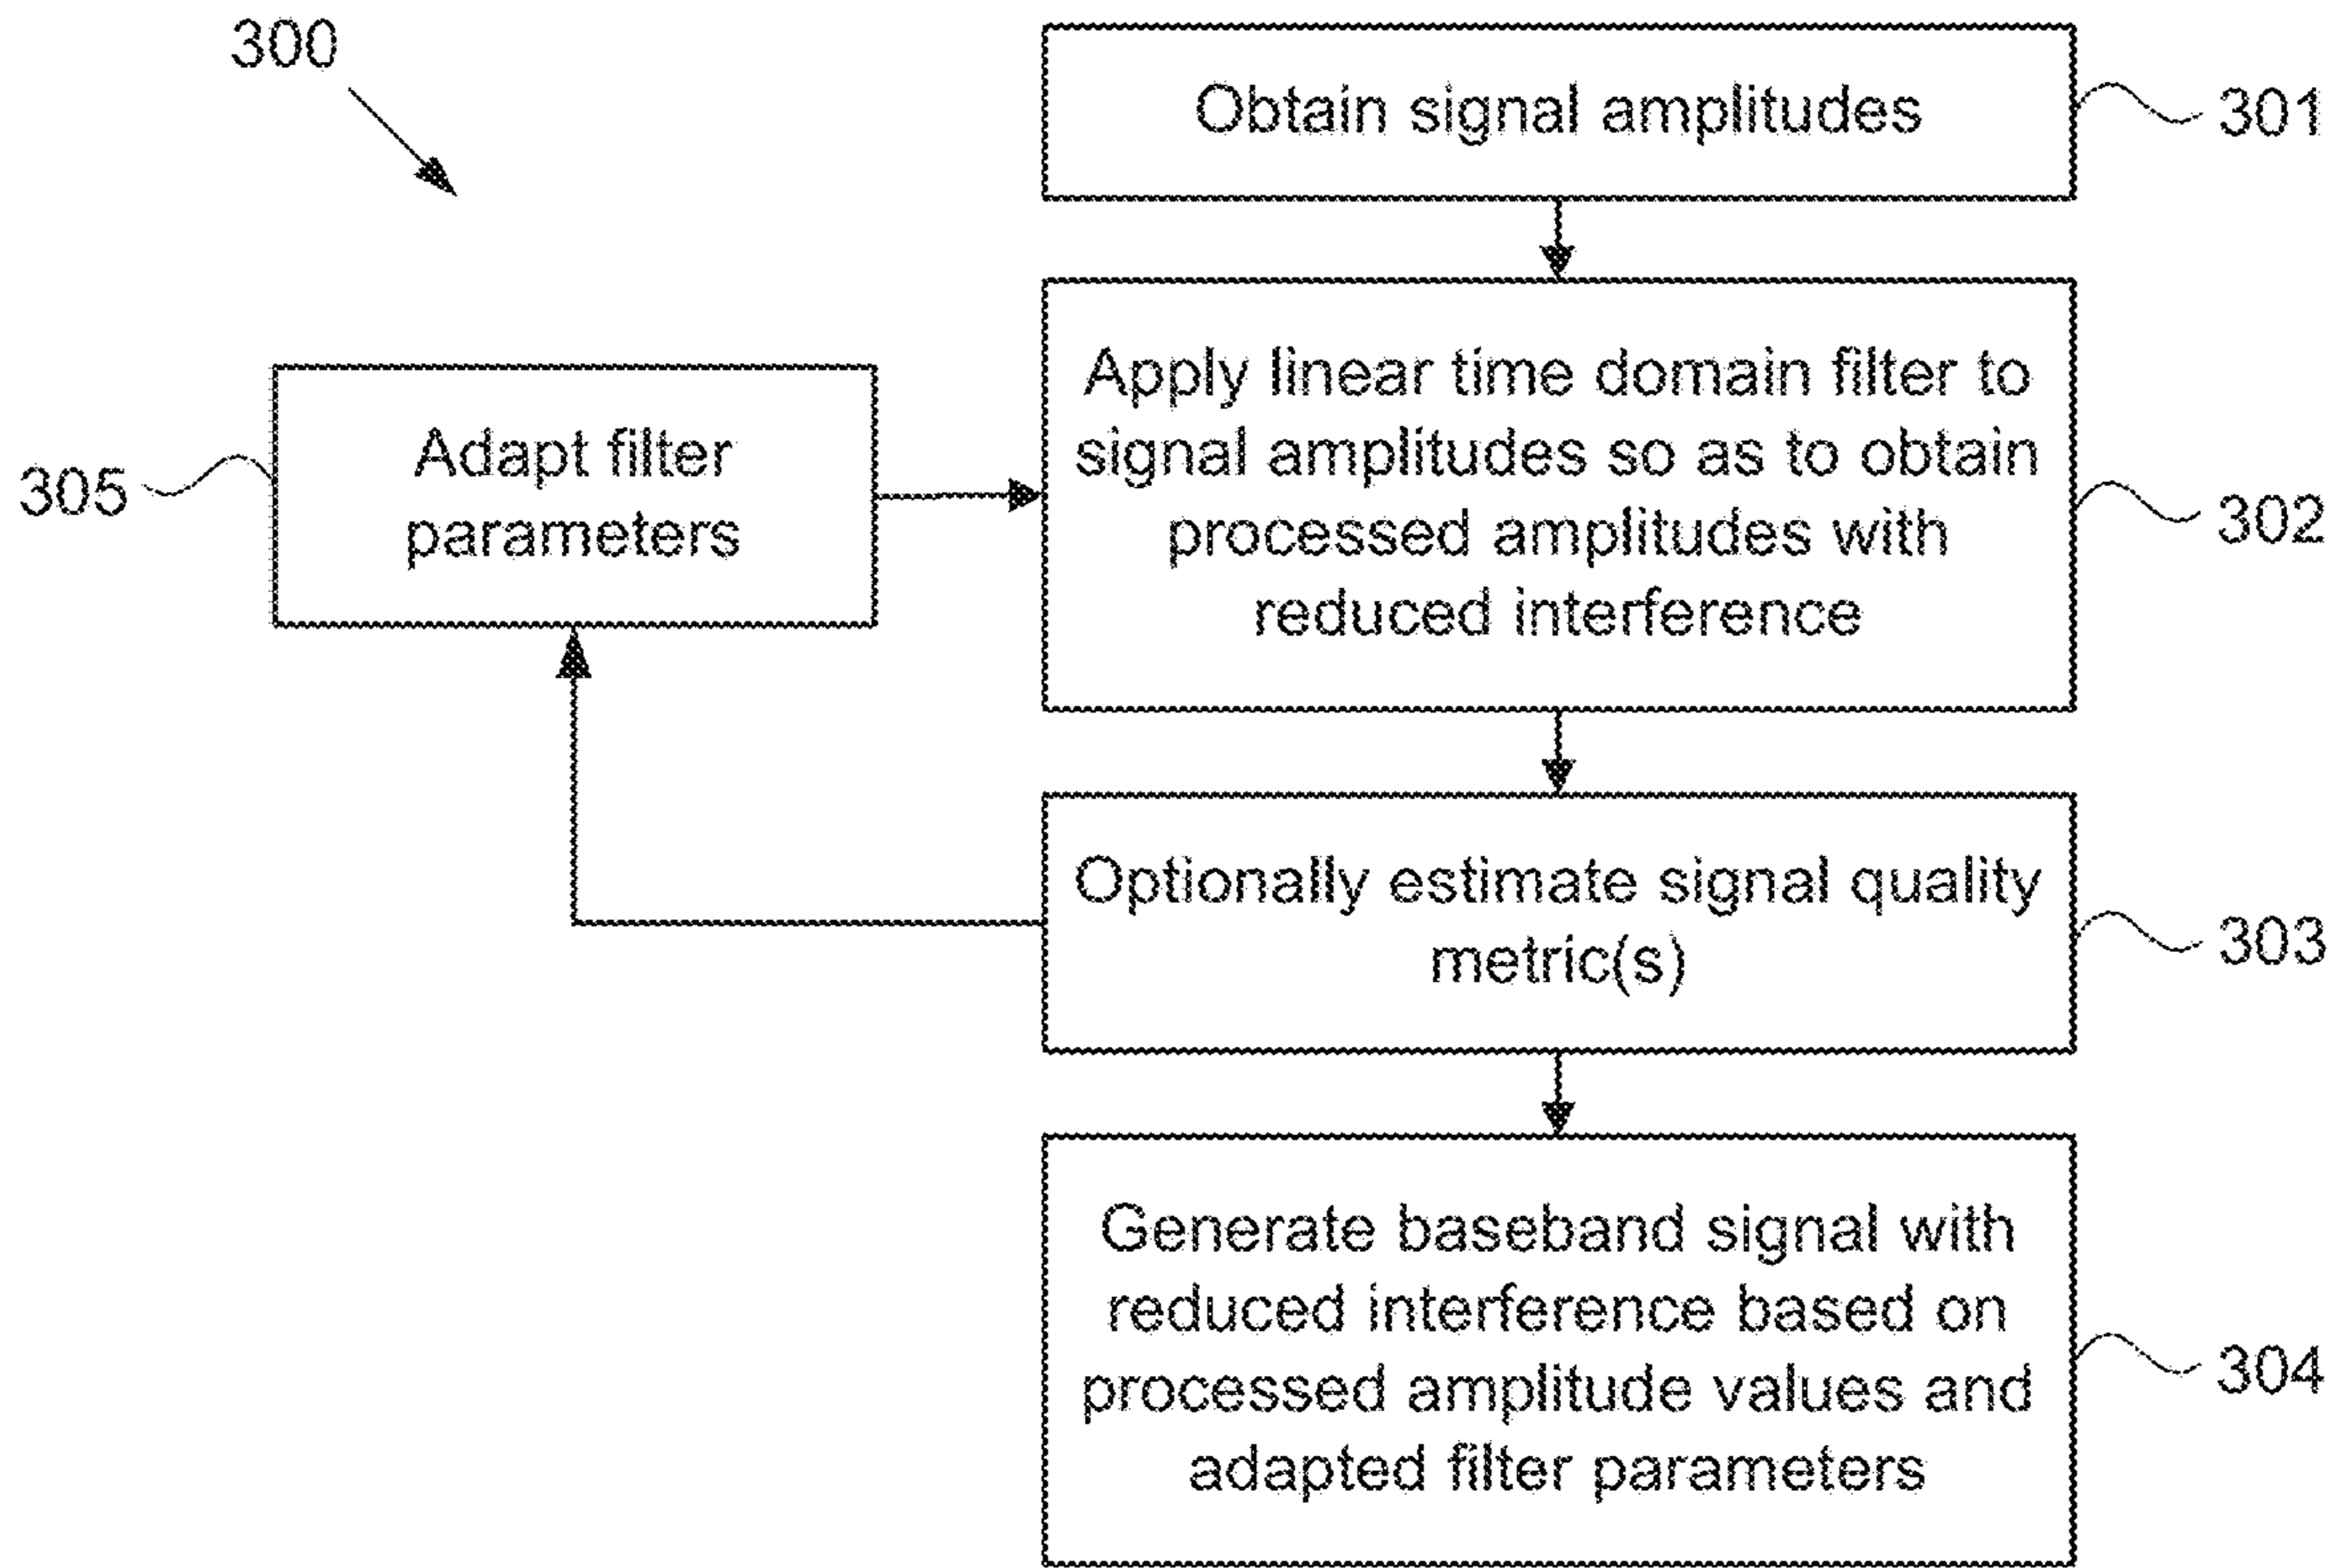 300
Obtain signal amplitudes
301
Apply linear time domain filter to
signal amplitudes so as to obtain
processed amplitudes with
reduced interference
302
Adapt filter
parameters
305
Optionally estimate signal quality
metric(s)
303
Generate baseband signal with
reduced interference based on
processed amplitude values and
adapted filter parameters
304